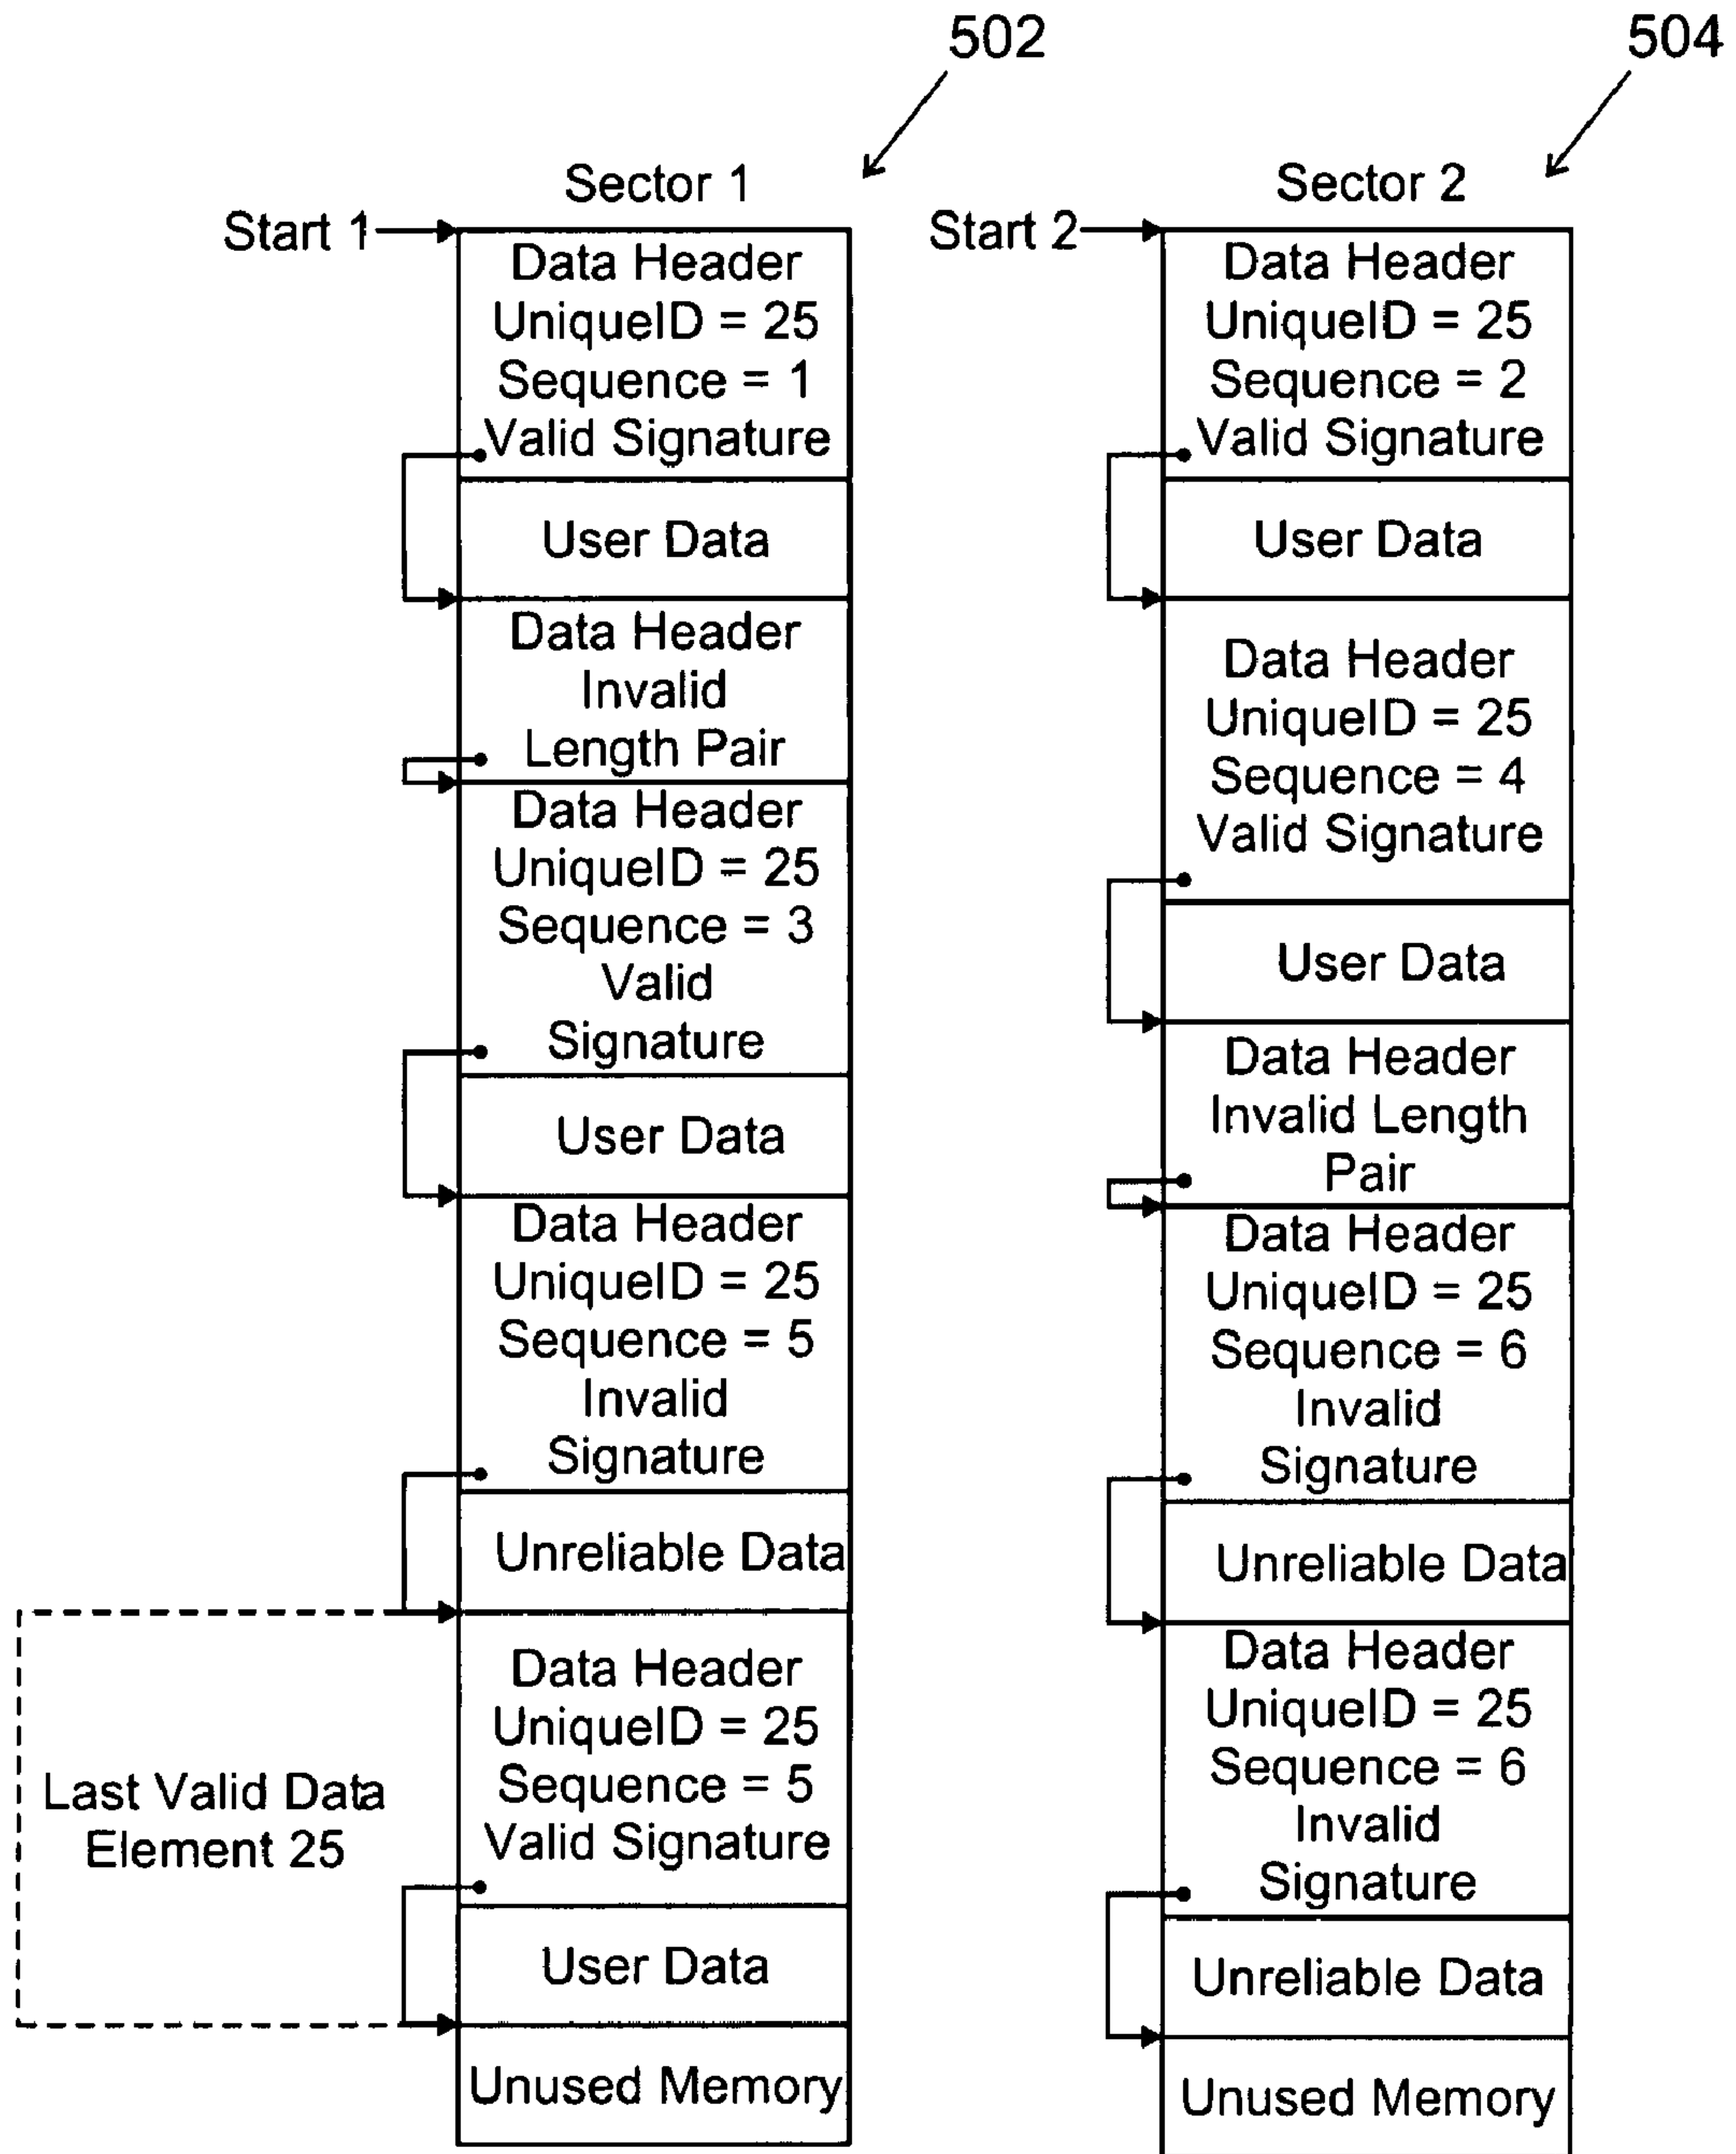 502
504
Sector 1
Start 1
Data Header
UniqueID = 25
Sequence = 1
Valid Signature
User Data
Data Header
Invalid
Length Pair
Data Header
UniqueID = 25
Sequence = 3
Valid
Signature
User Data
Data Header
UniqueID = 25
Sequence = 5
Invalid
Signature
Unreliable Data
Last Valid Data
Element 25
Data Header
UniqueID = 25
Sequence = 5
Valid Signature
User Data
Unused Memory
Sector 2
Start 2
Data Header
UniqueID = 25
Sequence = 2
Valid Signature
User Data
Data Header
UniqueID = 25
Sequence = 4
Valid Signature
User Data
Data Header
Invalid Length
Pair
Data Header
UniqueID = 25
Sequence = 6
Invalid
Signature
Unreliable Data
Data Header
UniqueID = 25
Sequence = 6
Invalid
Signature
Unreliable Data
Unused Memory